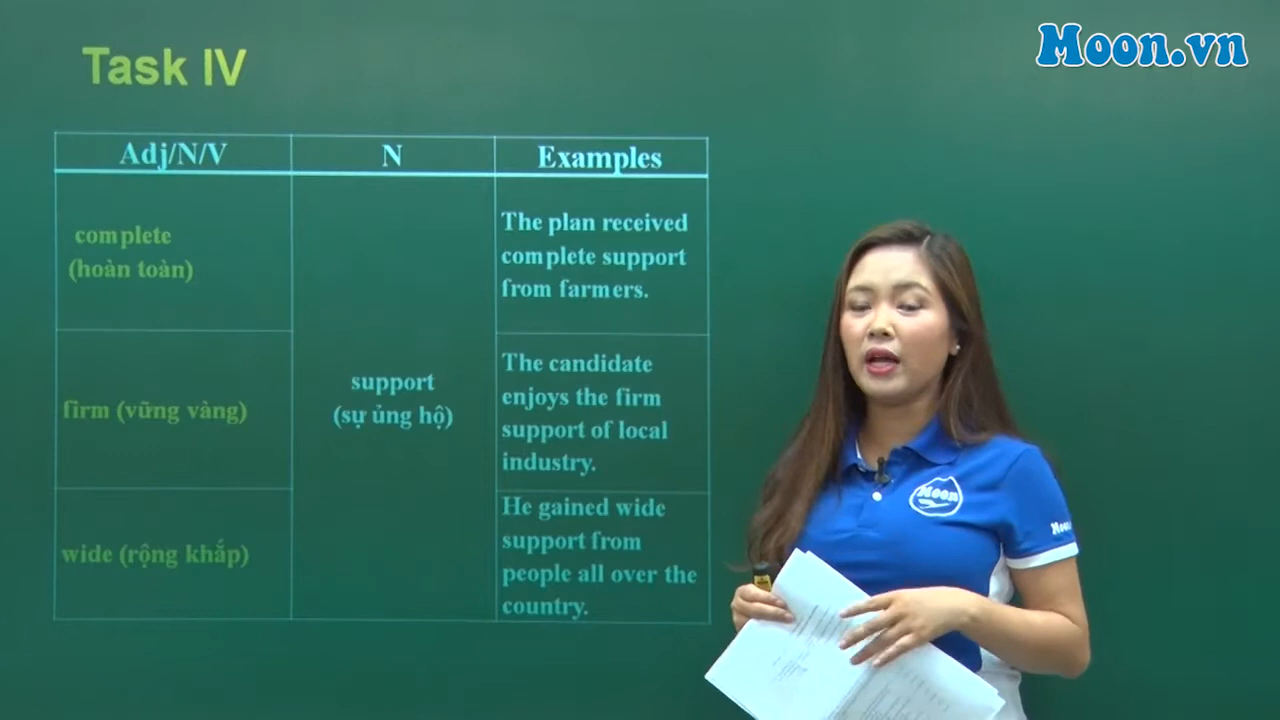 Task IV
Moon.vn
Adj/N/V
N
Examples
complete
(hoàn toàn)
support
(sự ủng hộ)
The plan received
complete support
from farmers.
firm (vững vàng)
The candidate
enjoys the firm
support of local
industry.
wide (rộng khắp)
He gained wide
support from
people all over the
country.
Moon